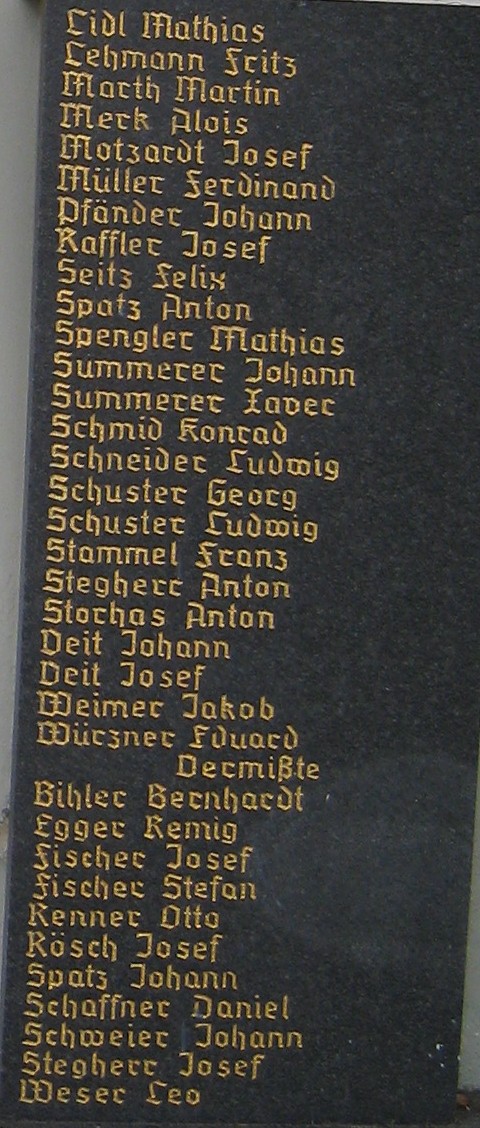 Lidl Mathias
Lehmann Fritz
Marth Martin
Merk Alois
Motzardt Josef
Müller Ferdinand
Pfänder Johann
Raffler Josef
Seitz Felix
Spatz Anton
Spengler Mathias
Summerer Johann
Summerer Xaver
Schmid Konrad
Schneider Ludwig
Schuster Georg
Schuster Ludwig
Stammel Franz
Stegherr Anton
Storhas Anton
Veit Johann
Veit Josef
Weimer Jakob
Würzner Eduard
Vermißte
Bihler Bernhardt
Egger Remig
Fischer Josef
Fischer Stefan
Renner Otto
Rösch Josef
Spatz Johann
Schaffner Daniel
Schweier Johann
Stegherr Josef
Weser Leo